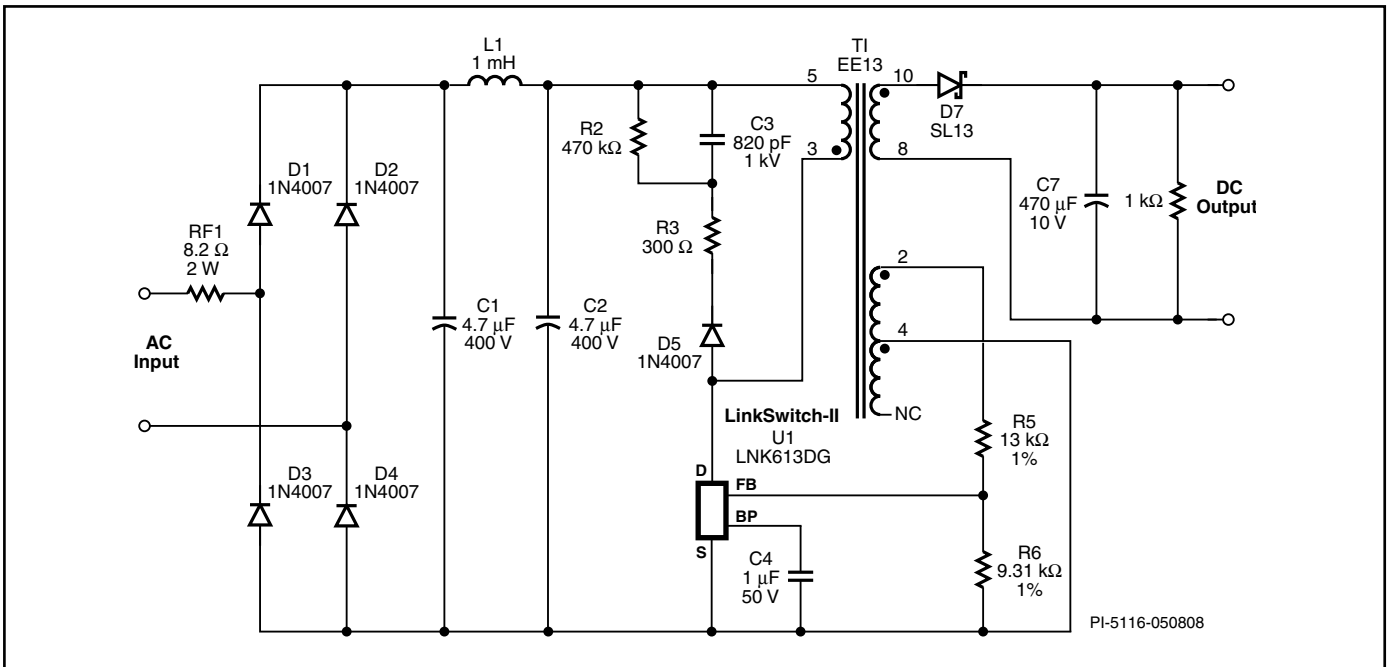 L1
1 mH
TI
EE13
5
10
D7
SL13
R2
470 kΩ
C3
820 pF
1 kV
3
8
D1
1N4007
D2
1N4007
C7
470 µF
10 V
1 kΩ
DC
Output
RF1
8.2 Ω
2 W
R3
300 Ω
2
AC
Input
C1
4.7 µF
400 V
C2
4.7 µF
400 V
D5
1N4007
4
NC
LinkSwitch-II
U1
LNK613DG
R5
13 kΩ
1%
D3
1N4007
D4
1N4007
D
FB
BP
S
C4
1 µF
50 V
R6
9.31 kΩ
1%
PI-5116-050808